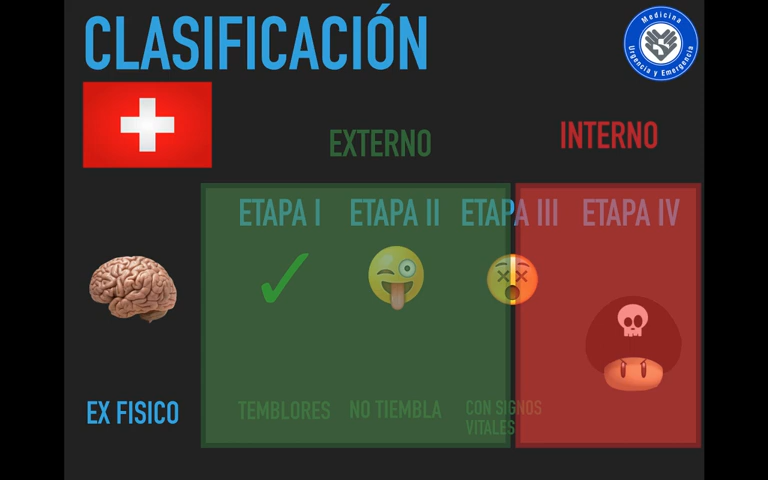 CLASIFICACIÓN
Medicina
Urgencia y Emergencia
EXTERNO
INTERNO
ETAPA I
ETAPA II
ETAPA III
ETAPA IV
EX FISICO
TEMBLORES
NO TIEMBLA
CON SIGNOS
VITALES